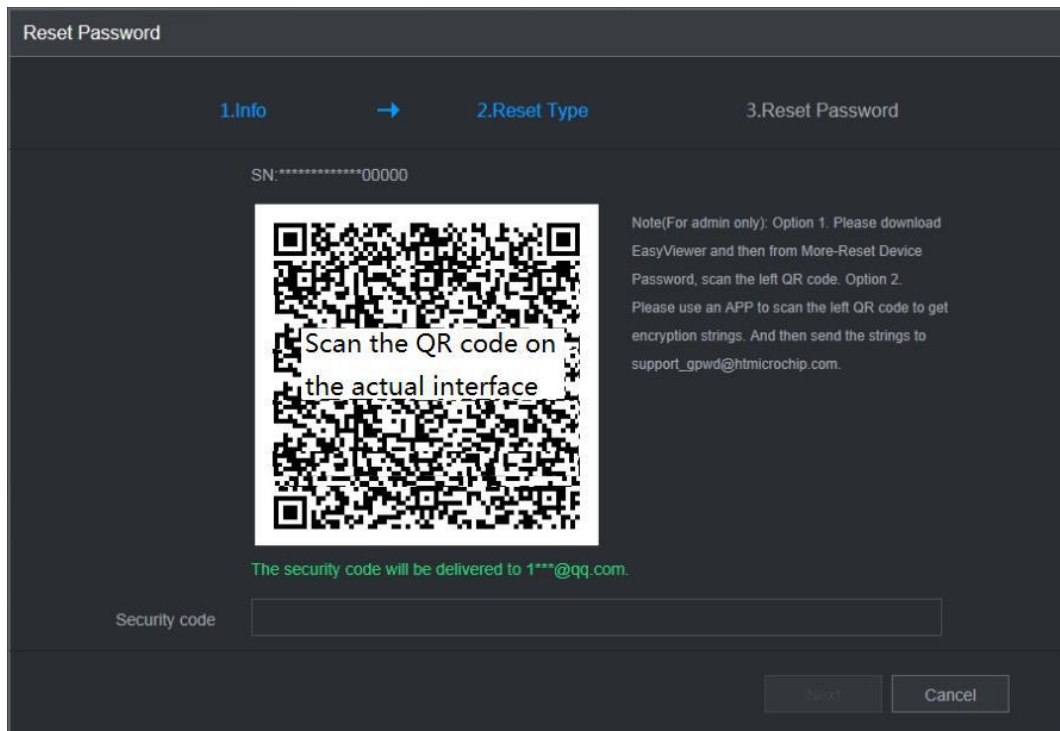 Reset Password
1.Info → 2.Reset Type 3.Reset Password
SN:*************00000
Note(For admin only): Option 1. Please download
EasyViewer and then from More-Reset Device
Password, scan the left QR code. Option 2.
Please use an APP to scan the left QR code to get
encryption strings. And then send the strings to
support_gpwd@htmicrochip.com.
Scan the QR code on
the actual interface
The security code will be delivered to 1***@qq.com.
Security code
Next Cancel